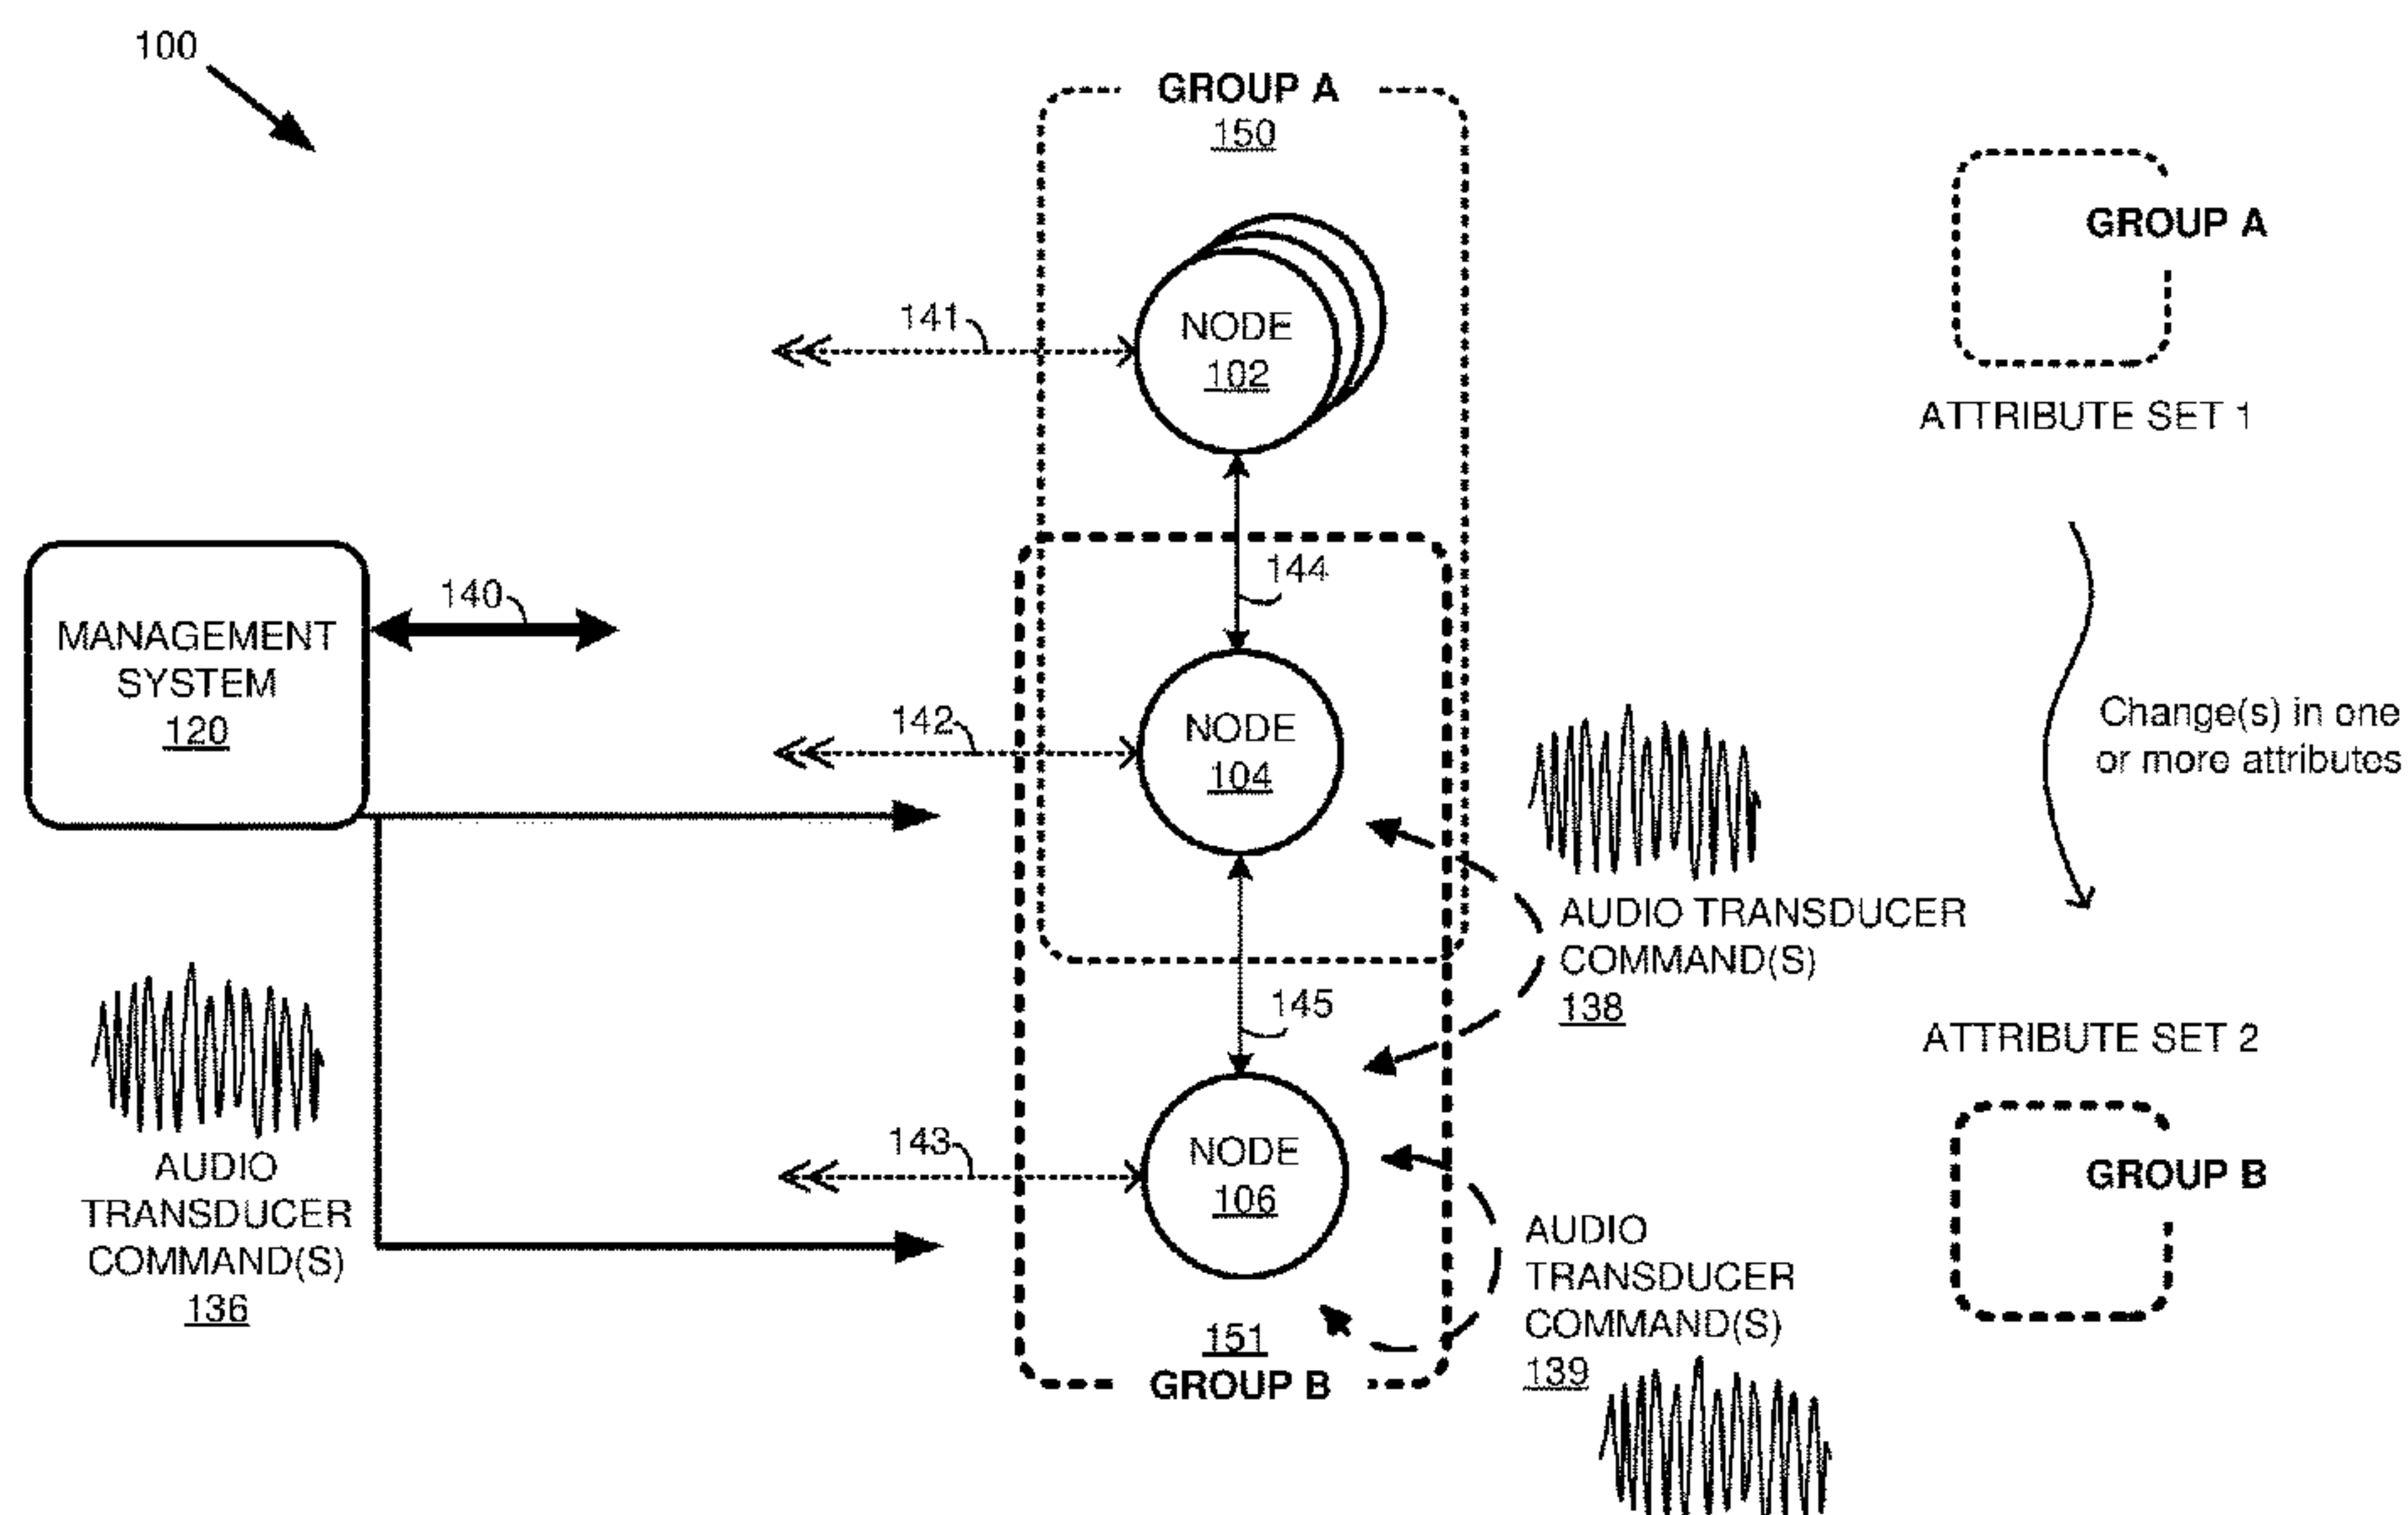 100
GROUP A
150
GROUP A
141
NODE
102
ATTRIBUTE SET 1
140
144
MANAGEMENT
SYSTEM
120
142
NODE
104
Change(s) in one
or more attributes
AUDIO TRANSDUCER
COMMAND(S)
138
145
ATTRIBUTE SET 2
143
NODE
106
AUDIO
TRANSDUCER
COMMAND(S)
136
GROUP B
AUDIO
TRANSDUCER
COMMAND(S)
139
151
GROUP B